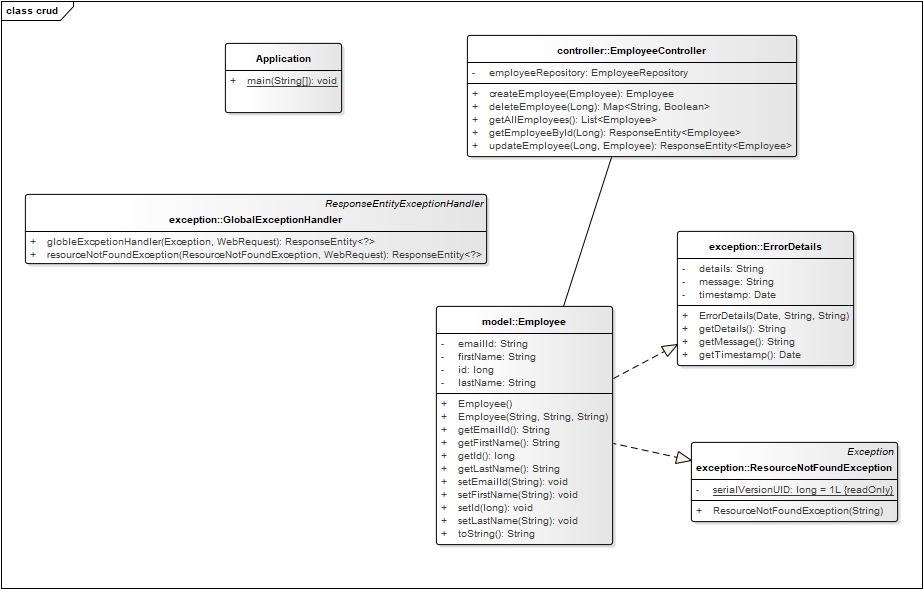 class crud
Application
+ main(String[]): void
controller::EmployeeController
- employeeRepository: EmployeeRepository
+ createEmployee(Employee): Employee
+ deleteEmployee(Long): Map<String, Boolean>
+ getAllEmployees(): List<Employee>
+ getEmployeeById(Long): ResponseEntity<Employee>
+ updateEmployee(Long, Employee): ResponseEntity<Employee>
ResponseEntityExceptionHandler
exception::GlobalExceptionHandler
+ globleExcpetionHandler(Exception, WebRequest): ResponseEntity<?>
+ resourceNotFoundException(ResourceNotFoundException, WebRequest): ResponseEntity<?>
exception::ErrorDetails
- details: String
- message: String
- timestamp: Date
+ ErrorDetails(Date, String, String)
+ getDetails(): String
+ getMessage(): String
+ getTimestamp(): Date
model::Employee
- emailId: String
- firstName: String
- id: long
- lastName: String
+ Employee()
+ Employee(String, String, String)
+ getEmailId(): String
+ getFirstName(): String
+ getId(): long
+ getLastName(): String
+ setEmailId(String): void
+ setFirstName(String): void
+ setId(long): void
+ setLastName(String): void
+ toString(): String
Exception
exception::ResourceNotFoundException
- serialVersionUID: long = 1L {readOnly}
+ ResourceNotFoundException(String)